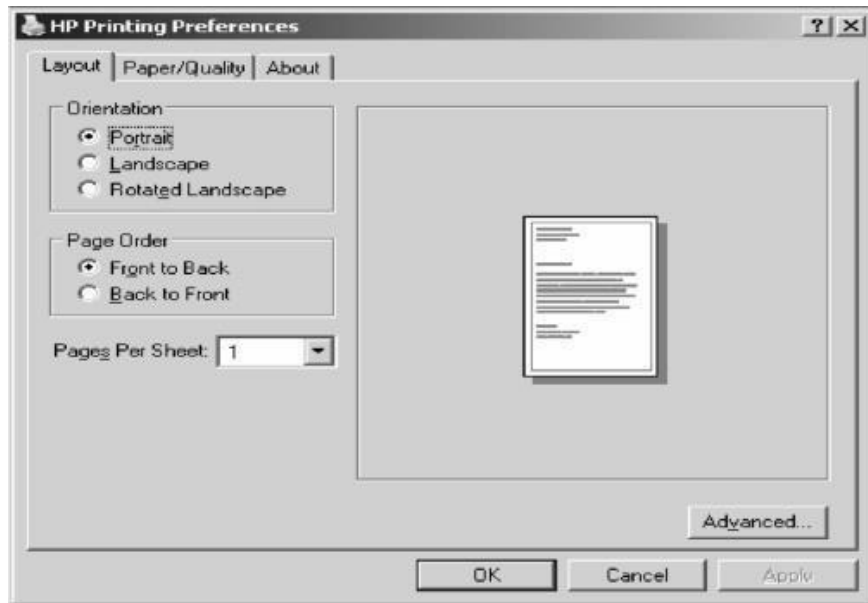 HP Printing Preferences
Layout Paper/Quality About
Orientation
Portrait
Landscape
Rotated Landscape
Page Order
Front to Back
Back to Front
Pages Per Sheet: 1
Advanced...
OK Cancel Apply